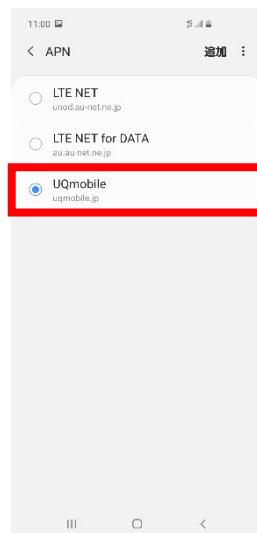 11:00
APN 追加
LTE NET
unod.au-net.ne.jp
LTE NET for DATA
au.au-net.ne.jp
UQmobile
uqmobile.jp